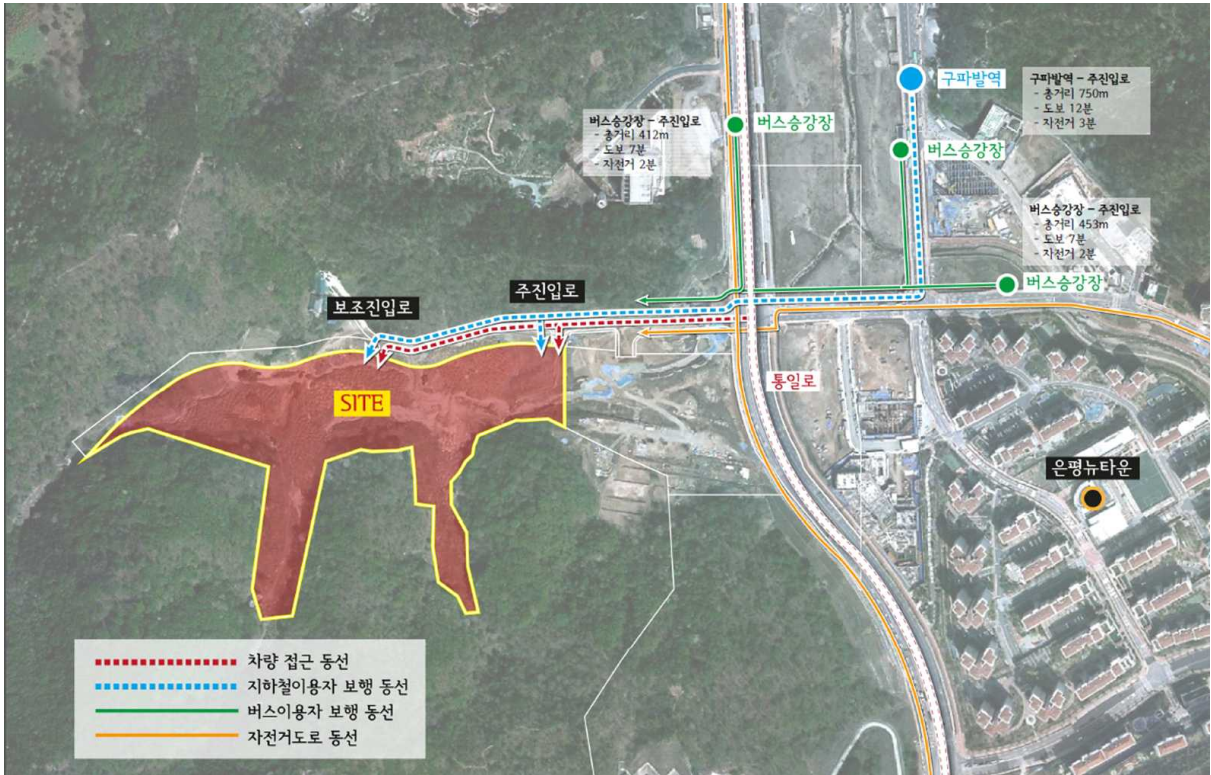 구파발역
구파발역 – 주진입로
- 총거리 750m
- 도보 12분
- 자전거 3분
버스승강장 – 주진입로
- 총거리 412m
- 도보 7분
- 자전거 2분
버스승강장
버스승강장
버스승강장 – 주진입로
- 총거리 453m
- 도보 7분
- 자전거 2분
버스승강장
주진입로
보조진입로
통일로
SITE
은평뉴타운
차량 접근 동선
지하철이용자 보행 동선
버스이용자 보행 동선
자전거도로 동선